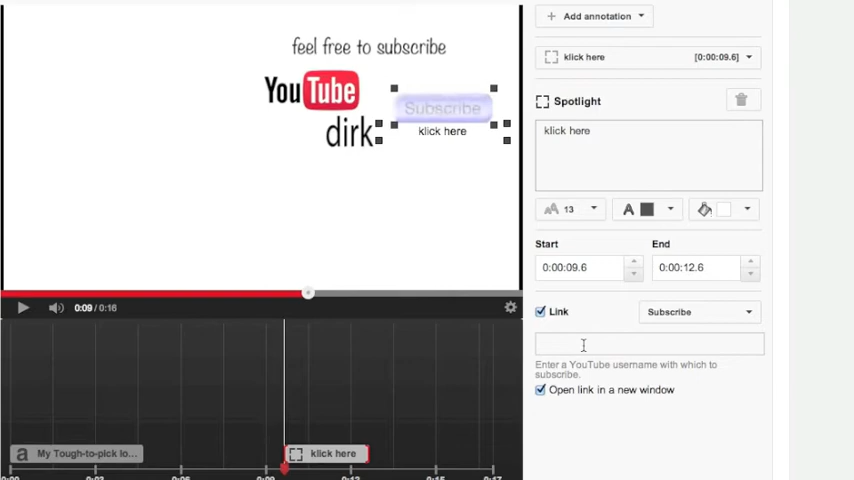 feel free to subscribe
YouTube
dirk
Subscribe
klick here
0:09 / 0:16
a My Tough-to-pick lo...
klick here
Add annotation
klick here [0:00:09.6]
Spotlight
klick here
AA 13 A
Start End
0:00:09.6 0:00:12.6
Link Subscribe
Enter a YouTube username with which to
subscribe.
Open link in a new window